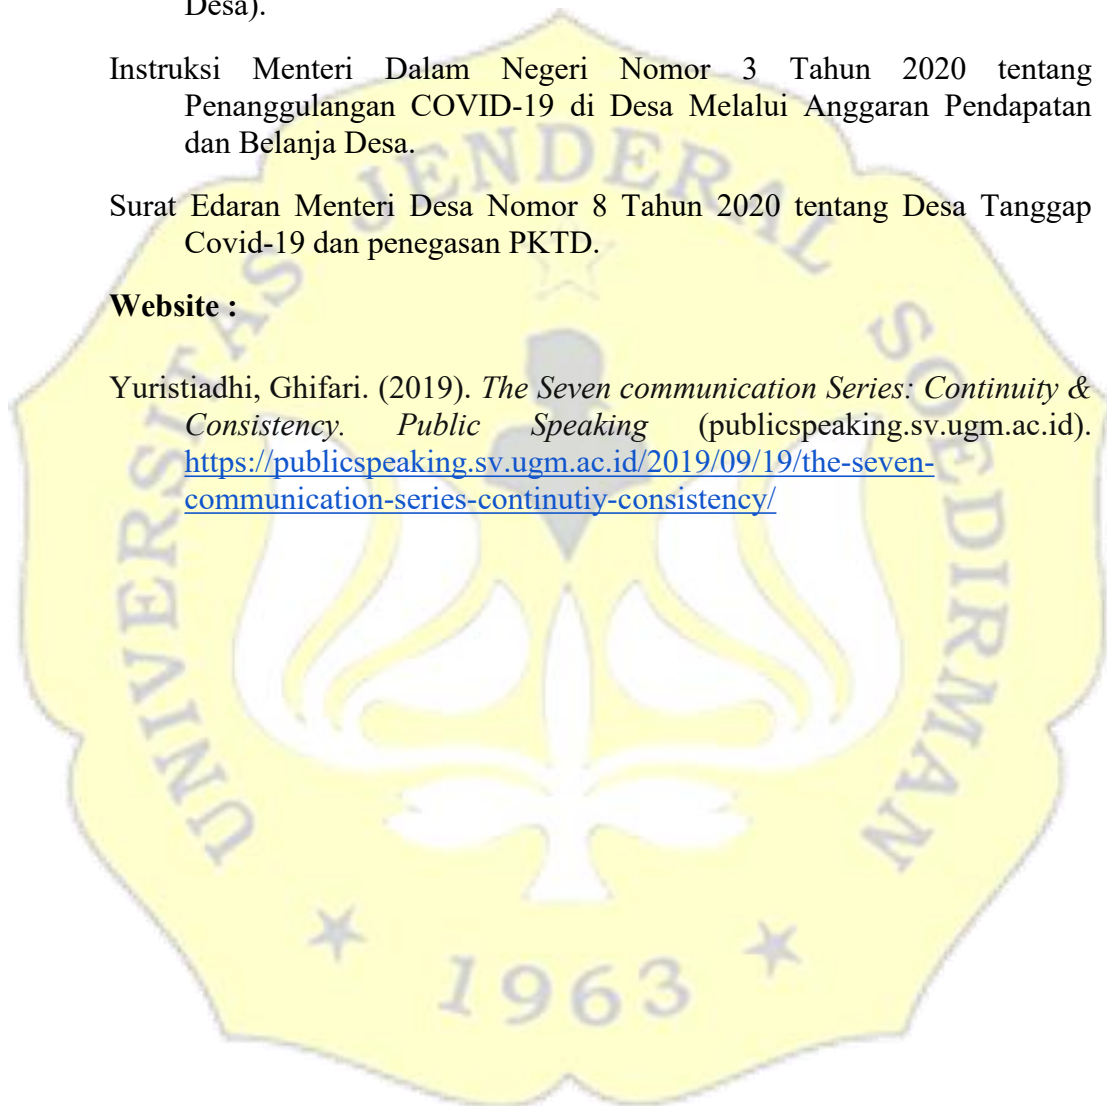 Desa).
Instruksi Menteri Dalam Negeri Nomor 3 Tahun 2020 tentang
Penanggulangan COVID-19 di Desa Melalui Anggaran Pendapatan
dan Belanja Desa.
Surat Edaran Menteri Desa Nomor 8 Tahun 2020 tentang Desa Tanggap
Covid-19 dan penegasan PKTD.
Website :
Yuristiadhi, Ghifari. (2019). The Seven communication Series: Continuity &
Consistency. Public Speaking (publicspeaking.sv.ugm.ac.id).
https://publicspeaking.sv.ugm.ac.id/2019/09/19/the-seven-
communication-series-continutiy-consistency/
UNIVERSITAS JENDERAL SOEDIRMAN
1963